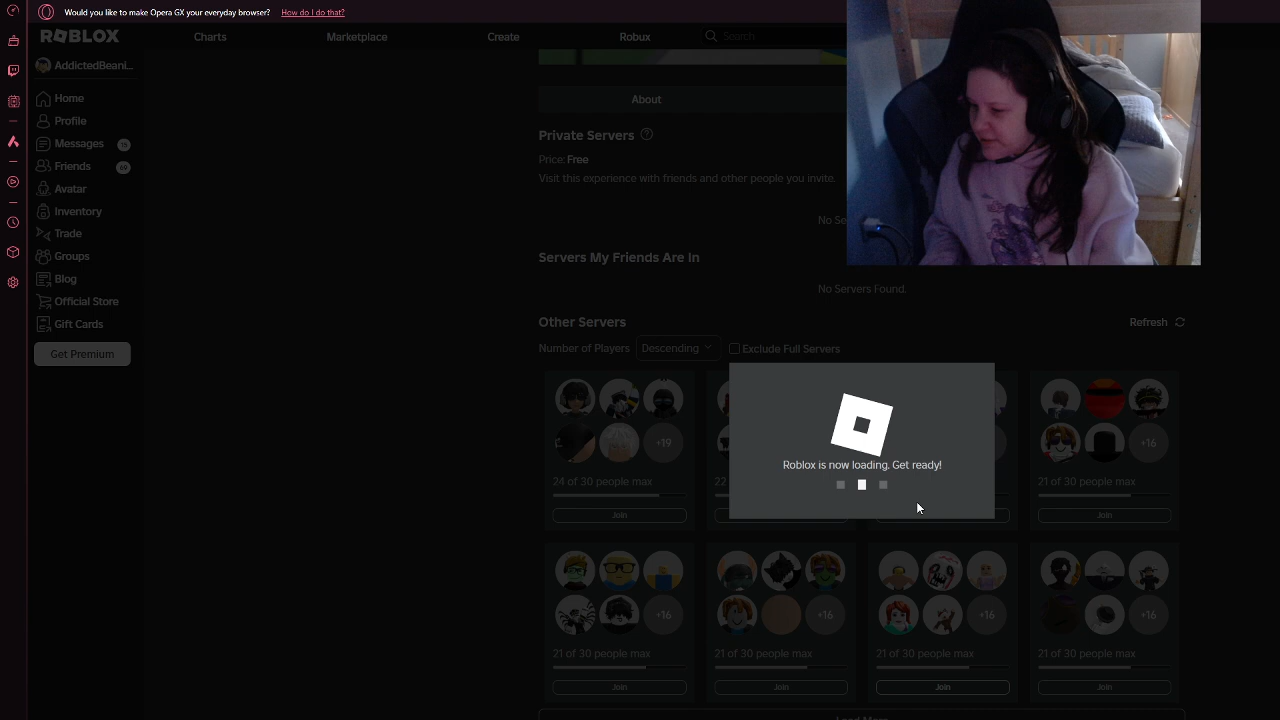 Would you like to make Opera GX your everyday browser? How do I do that?
ROBLOX
Charts
Marketplace
Create
Robux
Search
AddictedBeani...
Home
Profile
Messages
Friends
Avatar
Inventory
Trade
Groups
Blog
Official Store
Gift Cards
Get Premium
About
Private Servers
Price: Free
Visit this experience with friends and other people you invite.
No Se
Servers My Friends Are In
No Servers Found.
Other Servers
Refresh
Number of Players Descending Exclude Full Servers
Roblox is now loading. Get ready!
+19
24 of 30 people max
Join
22
+16
21 of 30 people max
Join
+16
21 of 30 people max
Join
+16
21 of 30 people max
Join
+16
21 of 30 people max
Join
+16
21 of 30 people max
Join